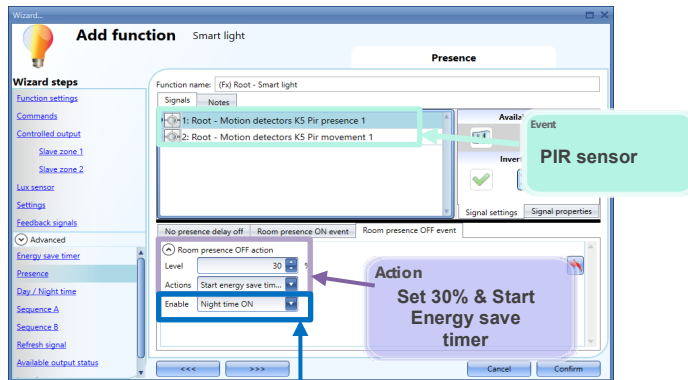 Wizard...
Add function Smart light
Presence
Wizard steps
Function settings
Commands
Controlled output
Slave zone 1
Slave zone 2
Lux sensor
Settings
Feedback signals
Advanced
Energy save timer
Presence
Day / Night time
Sequence A
Sequence B
Refresh signal
Available output status
Function name: (Fx) Root - Smart light
Signals Notes
1: Root - Motion detectors K5 Pir presence 1
2: Root - Motion detectors K5 Pir movement 1
Signal settings Signal properties
Event
PIR sensor
No presence delay off Room presence ON event Room presence OFF event
Room presence OFF action
Level 30 %
Actions Start energy save tim...
Enable Night time ON
Action
Set 30% & Start
Energy save
timer
<<< >>> Cancel Confirm